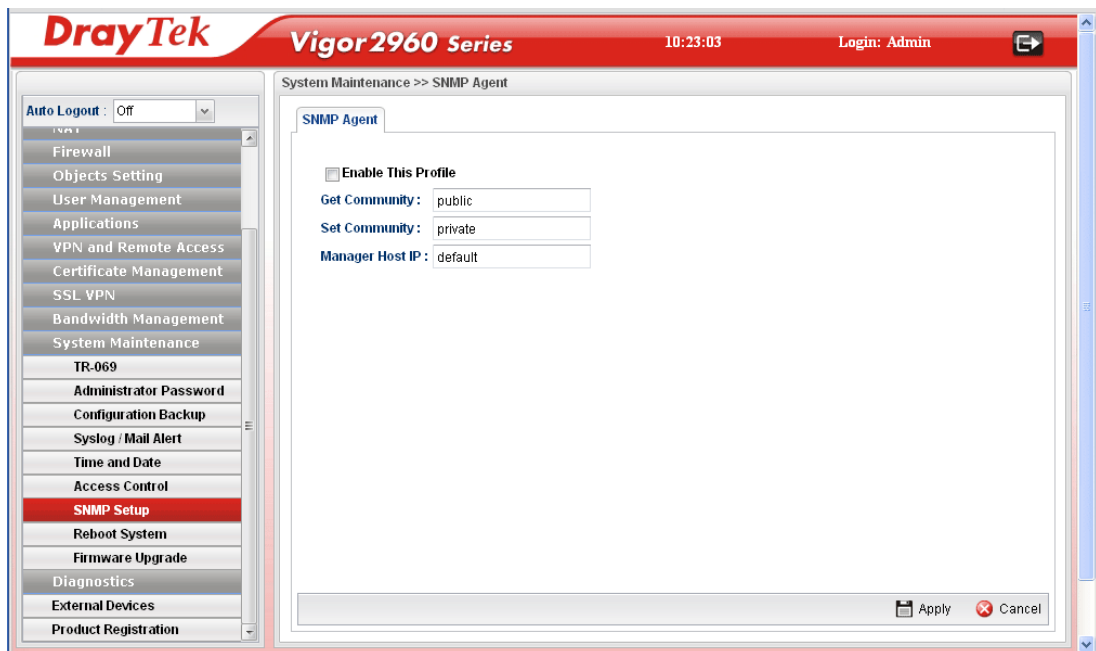 DrayTek
Vigor2960 Series
10:23:03
Login: Admin
Auto Logout : Off
NAT
Firewall
Objects Setting
User Management
Applications
VPN and Remote Access
Certificate Management
SSL VPN
Bandwidth Management
System Maintenance
TR-069
Administrator Password
Configuration Backup
Syslog / Mail Alert
Time and Date
Access Control
SNMP Setup
Reboot System
Firmware Upgrade
Diagnostics
External Devices
Product Registration
System Maintenance >> SNMP Agent
SNMP Agent
Enable This Profile
Get Community : public
Set Community : private
Manager Host IP : default
Apply
Cancel